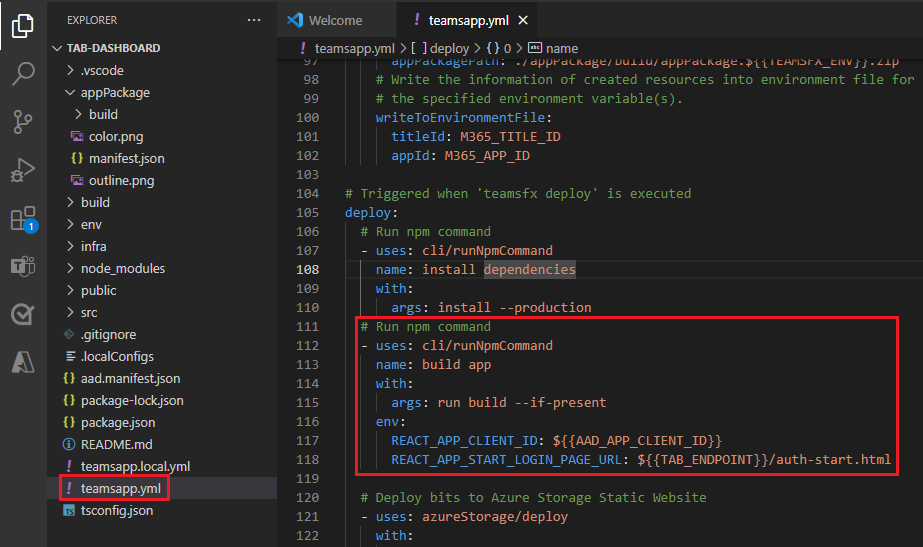 EXPLORER
TAB-DASHBOARD
.vscode
appPackage
build
color.png
{} manifest.json
outline.png
build
env
infra
node_modules
public
src
.gitignore
.localConfigs
{} aad.manifest.json
{} package-lock.json
{} package.json
README.md
! teamsapp.local.yml
! teamsapp.yml
TS tsconfig.json
1
Welcome
! teamsapp.yml
! teamsapp.yml > [ ] deploy > {} 0 > abc name
97 appPackagePath: ./appPackage/build/appPackage.${{TEAMSFX_ENV}}.zip
98 # Write the information of created resources into environment file for
99 # the specified environment variable(s).
100 writeToEnvironmentFile:
101 titleId: M365_TITLE_ID
102 appId: M365_APP_ID
103
104 # Triggered when 'teamsfx deploy' is executed
105 deploy:
106 # Run npm command
107 - uses: cli/runNpmCommand
108 name: install dependencies
109 with:
110 args: install --production
111 # Run npm command
112 - uses: cli/runNpmCommand
113 name: build app
114 with:
115 args: run build --if-present
116 env:
117 REACT_APP_CLIENT_ID: ${{AAD_APP_CLIENT_ID}}
118 REACT_APP_START_LOGIN_PAGE_URL: ${{TAB_ENDPOINT}}/auth-start.html
119
120 # Deploy bits to Azure Storage Static Website
121 - uses: azureStorage/deploy
122 with: